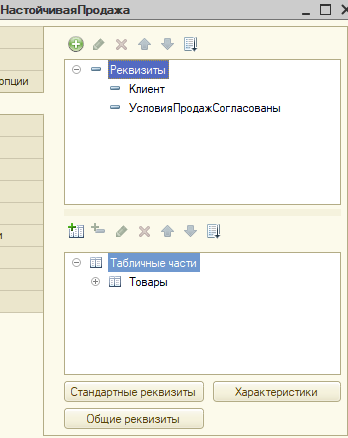 НастойчиваяПродажа
опции
и
Реквизиты
Клиент
УсловияПродажСогласованы
Табличные части
Товары
Стандартные реквизиты
Характеристики
Общие реквизиты